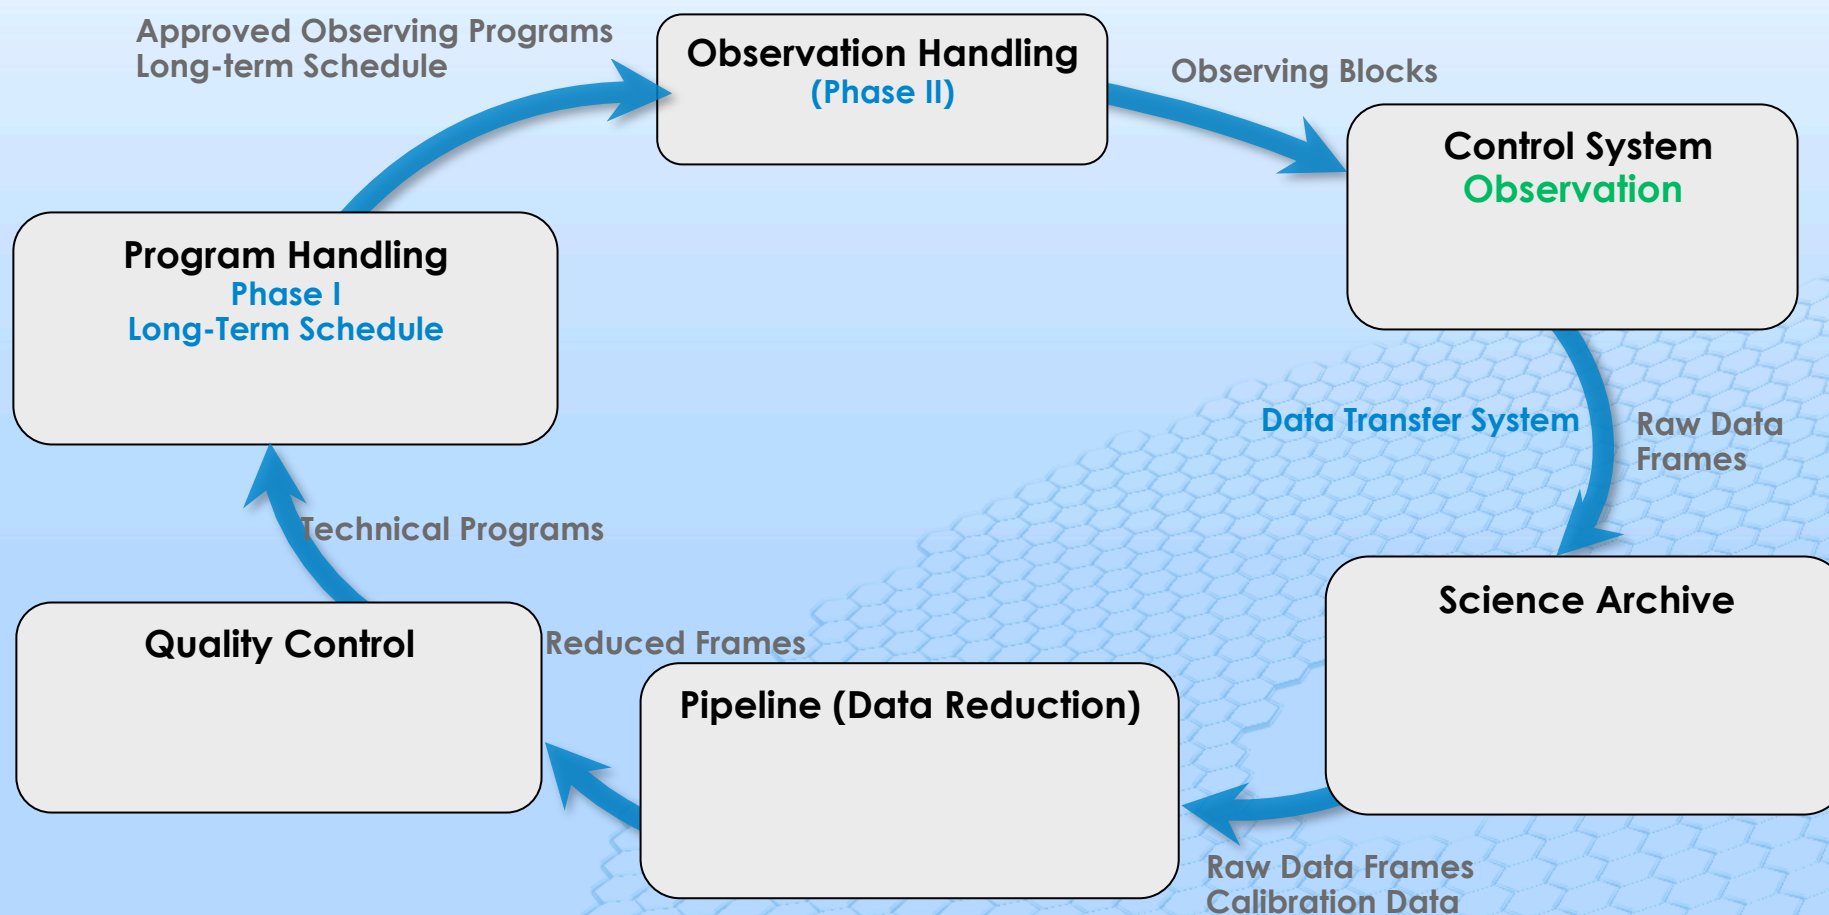 Approved Observing Programs
Long-term Schedule
Observation Handling
(Phase II)
Observing Blocks
Control System
Observation
Program Handling
Phase I
Long-Term Schedule
Data Transfer System
Raw Data
Frames
Technical Programs
Science Archive
Quality Control
Reduced Frames
Pipeline (Data Reduction)
Raw Data Frames
Calibration Data